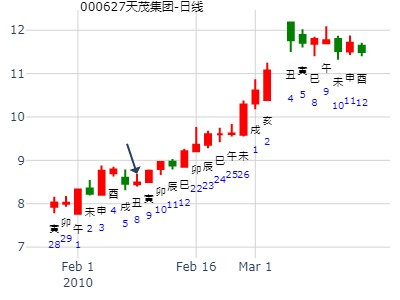 000627天茂集团-日线
12
11
10
9
8
7
寅
28
卯
29
午
1
未
2
申
3
酉
4
戌
5
丑
8
寅
9
卯
10
辰
11
巳
12
卯
22
辰
23
巳
24
午
25
未
26
戌
1
亥
2
丑
4
寅
5
巳
8
午
9
未
10
申
11
酉
12
Feb 1
2010
Feb 16
Mar 1